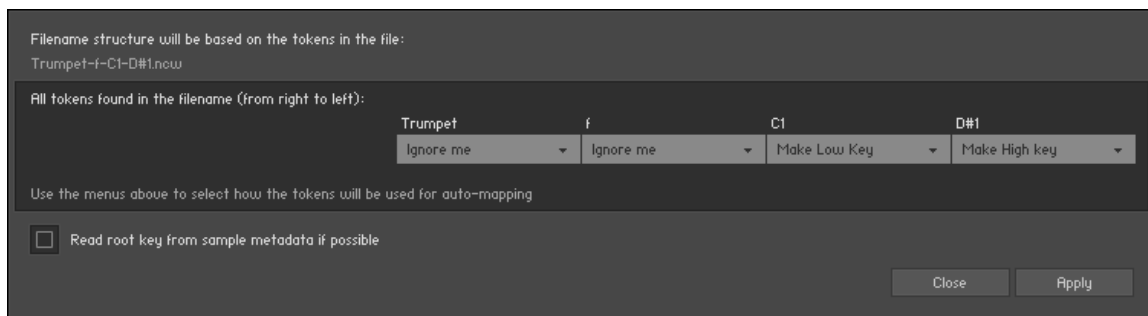 Filename structure will be based on the tokens in the file:
Trumpet-f-C1-D#1.ncw
All tokens found in the filename (from right to left):
Trumpet f C1 D#1
Ignore me Ignore me Make Low Key Make High key
Use the menus above to select how the tokens will be used for auto-mapping
Read root key from sample metadata if possible
Close Apply